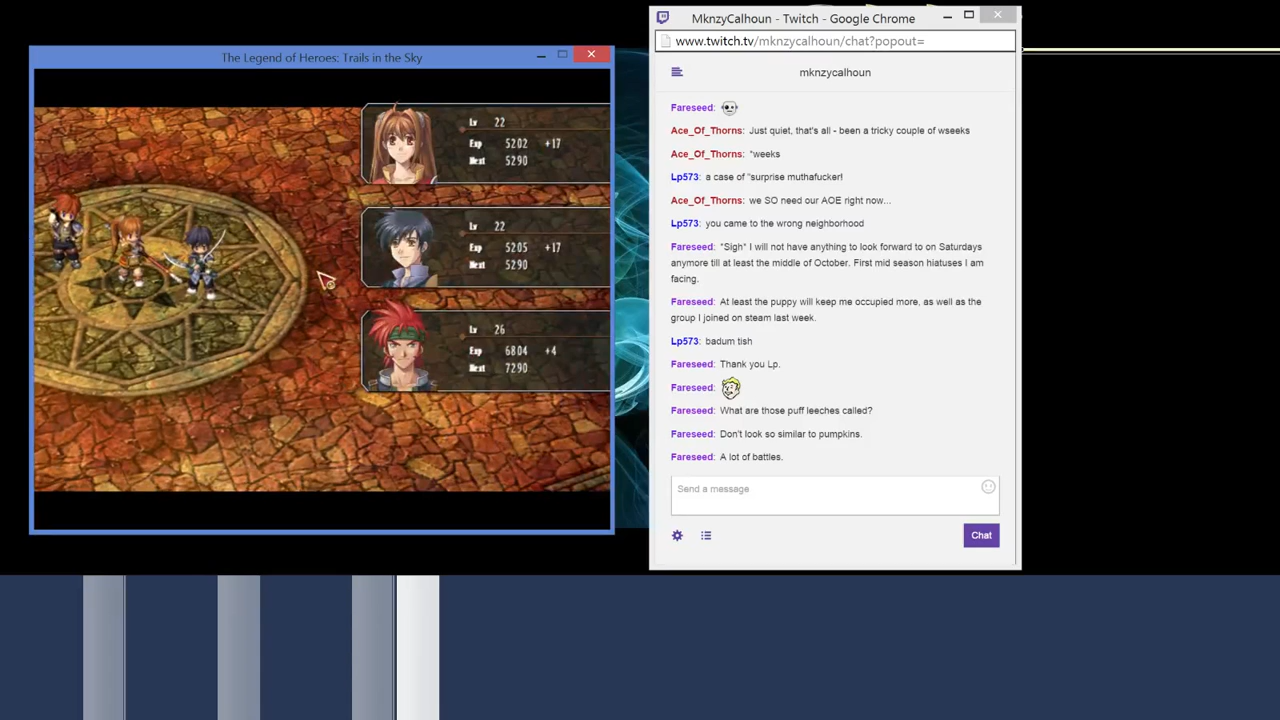 The Legend of Heroes: Trails in the Sky
Lv 22
Exp 5202 +17
Next 5290
Lv 22
Exp 5205 +17
Next 5290
Lv 26
Exp 6804 +4
Next 7290
MknzyCalhoun - Twitch - Google Chrome
www.twitch.tv/mknzycalhoun/chat?popout=
mknzycalhoun
Fareseed:
Ace_Of_Thorns: Just quiet, that's all - been a tricky couple of wseeks
Ace_Of_Thorns: *weeks
Lp573: a case of "surprise muthafucker!
Ace_Of_Thorns: we SO need our AOE right now...
Lp573: you came to the wrong neighborhood
Fareseed: *Sigh* I will not have anything to look forward to on Saturdays
anymore till at least the middle of October. First mid season hiatuses I am
facing.
Fareseed: At least the puppy will keep me occupied more, as well as the
group I joined on steam last week.
Lp573: badum tish
Fareseed: Thank you Lp.
Fareseed:
Fareseed: What are those puff leeches called?
Fareseed: Don't look so similar to pumpkins.
Fareseed: A lot of battles.
Send a message
Chat